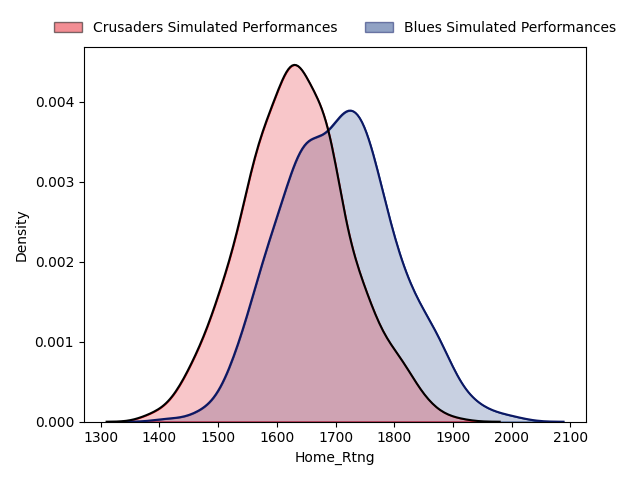 Crusaders Simulated Performances Blues Simulated Performances
0.004
0.003
0.002
0.001
0.000
Density
1300 1400 1500 1600 1700 1800 1900 2000 2100
Home_Rtng